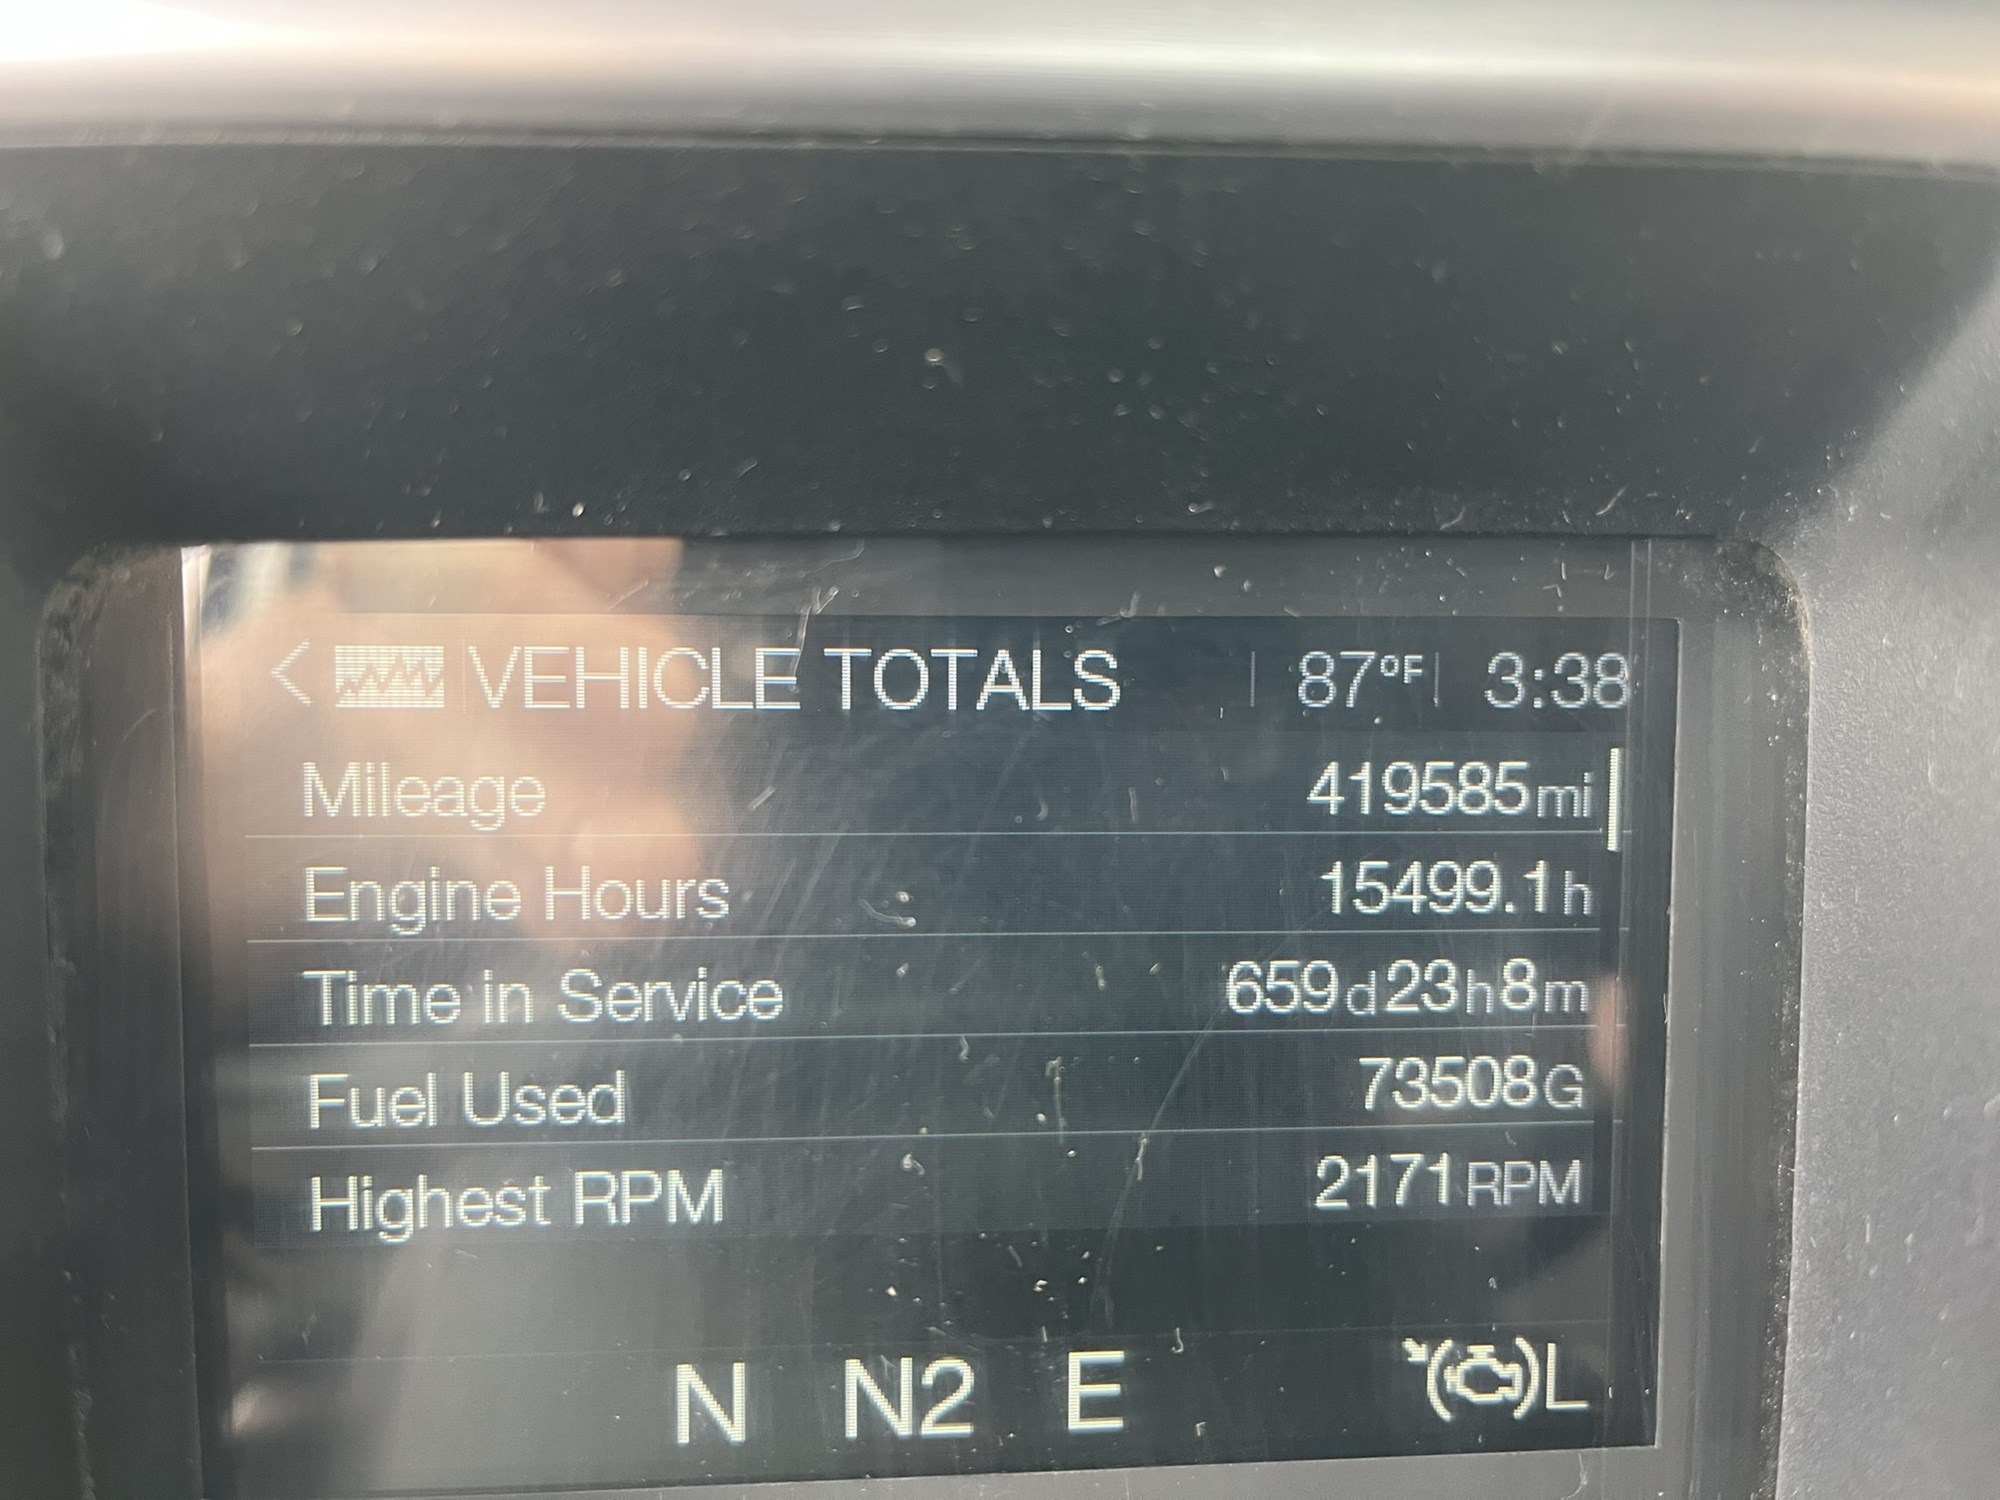 < VEHICLE TOTALS | 87°F | 3:38
Mileage 419585mi
Engine Hours 15499.1h
Time in Service 659d23h8m
Fuel Used 73508G
Highest RPM 2171RPM
N N2 E L